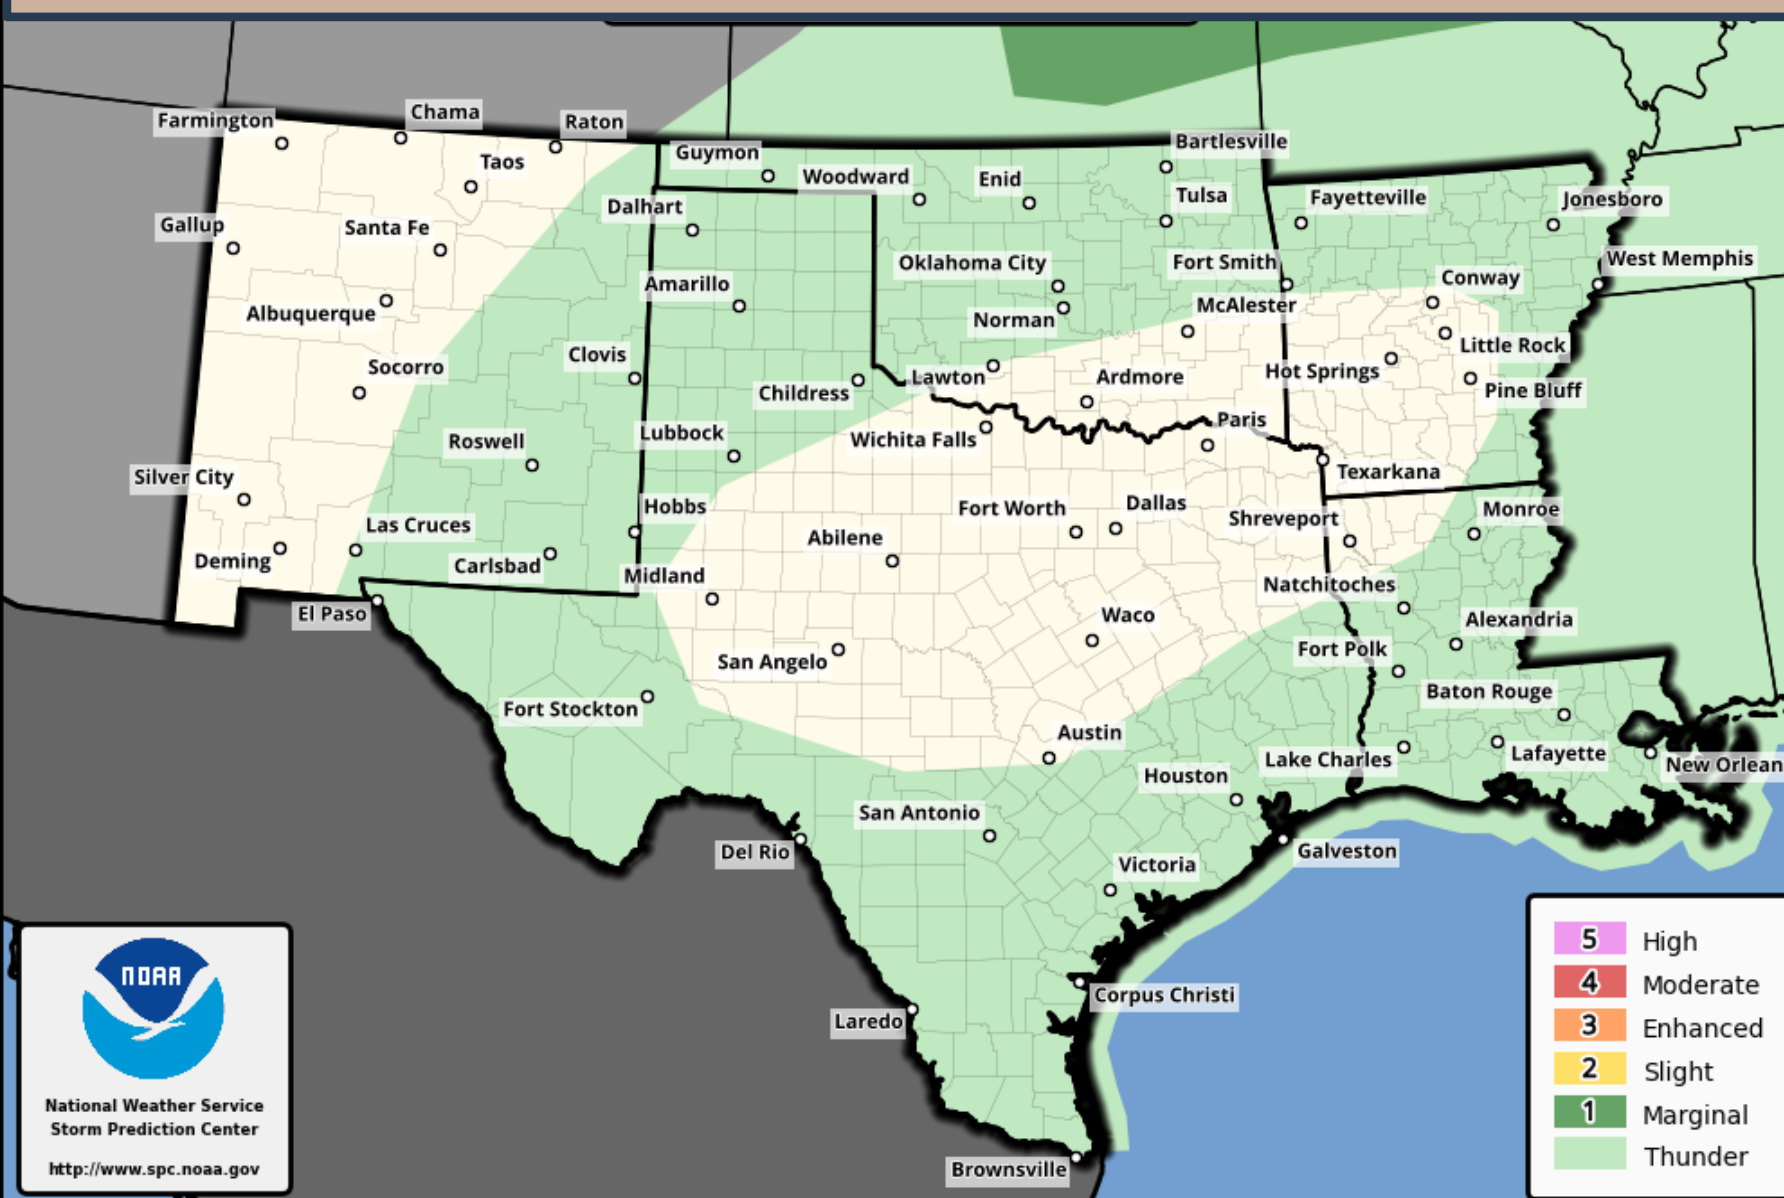 Farmington
Chama
Raton
Taos
Guymon
Woodward
Enid
Bartlesville
Tulsa
Fayetteville
Jonesboro
Gallup
Santa Fe
Dalhart
Oklahoma City
Fort Smith
Conway
West Memphis
Albuquerque
Amarillo
Norman
McAlester
Little Rock
Socorro
Clovis
Childress
Lawton
Ardmore
Hot Springs
Pine Bluff
Roswell
Lubbock
Wichita Falls
Paris
Texarkana
Silver City
Las Cruces
Hobbs
Abilene
Fort Worth
Dallas
Shreveport
Monroe
Deming
Carlsbad
Midland
Natchitoches
El Paso
San Angelo
Waco
Fort Polk
Alexandria
Fort Stockton
Austin
Baton Rouge
Houston
Lake Charles
Lafayette
New Orlean
San Antonio
Del Rio
Victoria
Galveston
Corpus Christi
Laredo
Brownsville
NOAA
National Weather Service
Storm Prediction Center
http://www.spc.noaa.gov
5 High
4 Moderate
3 Enhanced
2 Slight
1 Marginal
Thunder